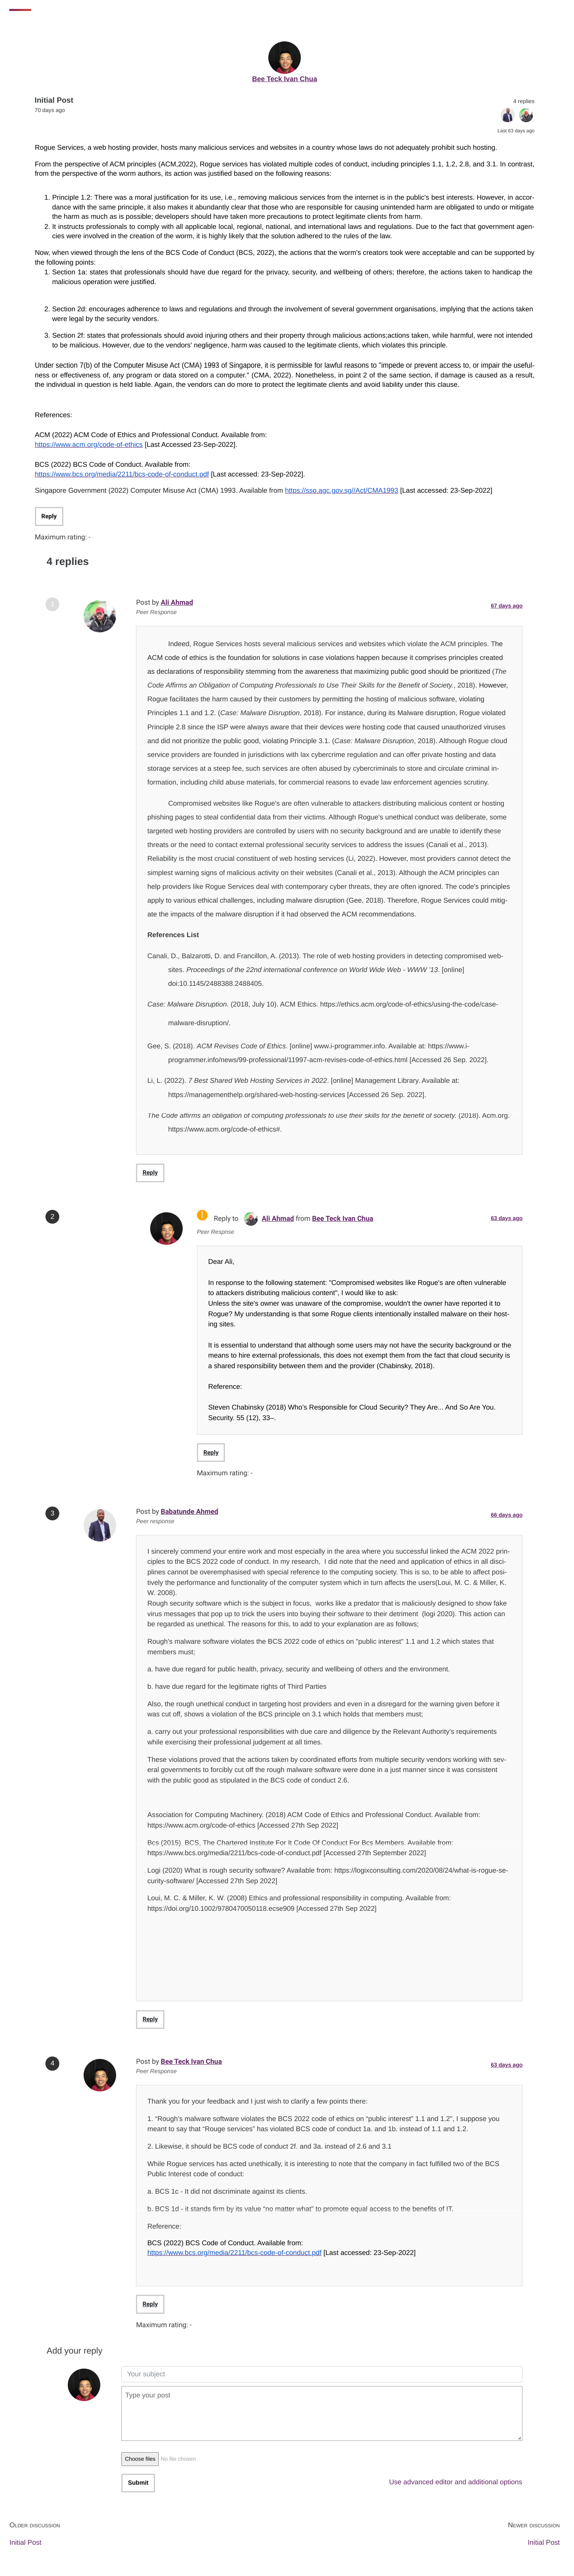 Bee Teck Ivan Chua
Initial Post
70 days ago
4 replies
Last 63 days ago
Rogue Services, a web hosting provider, hosts many malicious services and websites in a country whose laws do not adequately prohibit such hosting.
From the perspective of ACM principles (ACM,2022), Rogue services has violated multiple codes of conduct, including principles 1.1, 1.2, 2.8, and 3.1. In contrast,
from the perspective of the worm authors, its action was justified based on the following reasons:
1. Principle 1.2: There was a moral justification for its use, i.e., removing malicious services from the internet is in the public's best interests. However, in accor-
dance with the same principle, it also makes it abundantly clear that those who are responsible for causing unintended harm are obligated to undo or mitigate
the harm as much as is possible; developers should have taken more precautions to protect legitimate clients from harm.
2. It instructs professionals to comply with all applicable local, regional, national, and international laws and regulations. Due to the fact that government agen-
cies were involved in the creation of the worm, it is highly likely that the solution adhered to the rules of the law.
Now, when viewed through the lens of the BCS Code of Conduct (BCS, 2022), the actions that the worm's creators took were acceptable and can be supported by
the following points:
1. Section 1a: states that professionals should have due regard for the privacy, security, and wellbeing of others; therefore, the actions taken to handicap the
malicious operation were justified.
2. Section 2d: encourages adherence to laws and regulations and through the involvement of several government organisations, implying that the actions taken
were legal by the security vendors.
3. Section 2f: states that professionals should avoid injuring others and their property through malicious actions;actions taken, while harmful, were not intended
to be malicious. However, due to the vendors' negligence, harm was caused to the legitimate clients, which violates this principle.
Under section 7(b) of the Computer Misuse Act (CMA) 1993 of Singapore, it is permissible for lawful reasons to "impede or prevent access to, or impair the useful-
ness or effectiveness of, any program or data stored on a computer." (CMA, 2022). Nonetheless, in point 2 of the same section, if damage is caused as a result,
the individual in question is held liable. Again, the vendors can do more to protect the legitimate clients and avoid liability under this clause.
References:
ACM (2022) ACM Code of Ethics and Professional Conduct. Available from:
https://www.acm.org/code-of-ethics [Last Accessed 23-Sep-2022].
BCS (2022) BCS Code of Conduct. Available from:
https://www.bcs.org/media/2211/bcs-code-of-conduct.pdf [Last accessed: 23-Sep-2022].
Singapore Government (2022) Computer Misuse Act (CMA) 1993. Available from https://sso.agc.gov.sg//Act/CMA1993 [Last accessed: 23-Sep-2022]
Reply
Maximum rating: -
4 replies
1
Post by Ali Ahmad
67 days ago
Peer Response
Indeed, Rogue Services hosts several malicious services and websites which violate the ACM principles. The
ACM code of ethics is the foundation for solutions in case violations happen because it comprises principles created
as declarations of responsibility stemming from the awareness that maximizing public good should be prioritized (The
Code Affirms an Obligation of Computing Professionals to Use Their Skills for the Benefit of Society., 2018). However,
Rogue facilitates the harm caused by their customers by permitting the hosting of malicious software, violating
Principles 1.1 and 1.2. (Case: Malware Disruption, 2018). For instance, during its Malware disruption, Rogue violated
Principle 2.8 since the ISP were always aware that their devices were hosting code that caused unauthorized viruses
and did not prioritize the public good, violating Principle 3.1. (Case: Malware Disruption, 2018). Although Rogue cloud
service providers are founded in jurisdictions with lax cybercrime regulation and can offer private hosting and data
storage services at a steep fee, such services are often abused by cybercriminals to store and circulate criminal in-
formation, including child abuse materials, for commercial reasons to evade law enforcement agencies scrutiny.
Compromised websites like Rogue's are often vulnerable to attackers distributing malicious content or hosting
phishing pages to steal confidential data from their victims. Although Rogue's unethical conduct was deliberate, some
targeted web hosting providers are controlled by users with no security background and are unable to identify these
threats or the need to contact external professional security services to address the issues (Canali et al., 2013).
Reliability is the most crucial constituent of web hosting services (Li, 2022). However, most providers cannot detect the
simplest warning signs of malicious activity on their websites (Canali et al., 2013). Although the ACM principles can
help providers like Rogue Services deal with contemporary cyber threats, they are often ignored. The code's principles
apply to various ethical challenges, including malware disruption (Gee, 2018). Therefore, Rogue Services could mitig-
ate the impacts of the malware disruption if it had observed the ACM recommendations.
References List
Canali, D., Balzarotti, D. and Francillon, A. (2013). The role of web hosting providers in detecting compromised web-
sites. Proceedings of the 22nd international conference on World Wide Web - WWW '13. [online]
doi:10.1145/2488388.2488405.
Case: Malware Disruption. (2018, July 10). ACM Ethics. https://ethics.acm.org/code-of-ethics/using-the-code/case-
malware-disruption/.
Gee, S. (2018). ACM Revises Code of Ethics. [online] www.i-programmer.info. Available at: https://www.i-
programmer.info/news/99-professional/11997-acm-revises-code-of-ethics.html [Accessed 26 Sep. 2022].
Li, L. (2022). 7 Best Shared Web Hosting Services in 2022. [online] Management Library. Available at:
https://managementhelp.org/shared-web-hosting-services [Accessed 26 Sep. 2022].
The Code affirms an obligation of computing professionals to use their skills for the benefit of society. (2018). Acm.org.
https://www.acm.org/code-of-ethics#.
Reply
2
! Reply to Ali Ahmad from Bee Teck Ivan Chua
63 days ago
Peer Respnse
Dear Ali,
In response to the following statement: "Compromised websites like Rogue's are often vulnerable
to attackers distributing malicious content", I would like to ask:
Unless the site's owner was unaware of the compromise, wouldn't the owner have reported it to
Rogue? My understanding is that some Rogue clients intentionally installed malware on their host-
ing sites.
It is essential to understand that although some users may not have the security background or the
means to hire external professionals, this does not exempt them from the fact that cloud security is
a shared responsibility between them and the provider (Chabinsky, 2018).
Reference:
Steven Chabinsky (2018) Who's Responsible for Cloud Security? They Are... And So Are You.
Security. 55 (12), 33–.
Reply
Maximum rating: -
3
Post by Babatunde Ahmed
66 days ago
Peer response
I sincerely commend your entire work and most especially in the area where you successful linked the ACM 2022 prin-
ciples to the BCS 2022 code of conduct. In my research, I did note that the need and application of ethics in all disci-
plines cannot be overemphasised with special reference to the computing society. This is so, to be able to affect posi-
tively the performance and functionality of the computer system which in turn affects the users(Loui, M. C. & Miller, K.
W. 2008).
Rough security software which is the subject in focus, works like a predator that is maliciously designed to show fake
virus messages that pop up to trick the users into buying their software to their detriment (logi 2020). This action can
be regarded as unethical. The reasons for this, to add to your explanation are as follows;
Rough's malware software violates the BCS 2022 code of ethics on "public interest" 1.1 and 1.2 which states that
members must;
a. have due regard for public health, privacy, security and wellbeing of others and the environment.
b. have due regard for the legitimate rights of Third Parties
Also, the rough unethical conduct in targeting host providers and even in a disregard for the warning given before it
was cut off, shows a violation of the BCS principle on 3.1 which holds that members must;
a. carry out your professional responsibilities with due care and diligence by the Relevant Authority's requirements
while exercising their professional judgement at all times.
These violations proved that the actions taken by coordinated efforts from multiple security vendors working with sev-
eral governments to forcibly cut off the rough malware software were done in a just manner since it was consistent
with the public good as stipulated in the BCS code of conduct 2.6.
Association for Computing Machinery. (2018) ACM Code of Ethics and Professional Conduct. Available from:
https://www.acm.org/code-of-ethics [Accessed 27th Sep 2022]
Bcs (2015). BCS, The Chartered Institute For It Code Of Conduct For Bcs Members. Available from:
https://www.bcs.org/media/2211/bcs-code-of-conduct.pdf [Accessed 27th September 2022]
Logi (2020) What is rough security software? Available from: https://logixconsulting.com/2020/08/24/what-is-rogue-se-
curity-software/ [Accessed 27th Sep 2022]
Loui, M. C. & Miller, K. W. (2008) Ethics and professional responsibility in computing. Available from:
https://doi.org/10.1002/9780470050118.ecse909 [Accessed 27th Sep 2022]
Reply
4
Post by Bee Teck Ivan Chua
63 days ago
Peer Response
Thank you for your feedback and I just wish to clarify a few points there:
1. “Rough's malware software violates the BCS 2022 code of ethics on “public interest” 1.1 and 1.2", I suppose you
meant to say that “Rouge services” has violated BCS code of conduct 1a. and 1b. instead of 1.1 and 1.2.
2. Likewise, it should be BCS code of conduct 2f. and 3a. instead of 2.6 and 3.1
While Rogue services has acted unethically, it is interesting to note that the company in fact fulfilled two of the BCS
Public Interest code of conduct:
a. BCS 1c - It did not discriminate against its clients.
b. BCS 1d - it stands firm by its value “no matter what” to promote equal access to the benefits of IT.
Reference:
BCS (2022) BCS Code of Conduct. Available from:
https://www.bcs.org/media/2211/bcs-code-of-conduct.pdf [Last accessed: 23-Sep-2022]
Reply
Maximum rating: -
Add your reply
Your subject
Type your post
Choose files No file chosen
Submit
Use advanced editor and additional options
Older discussion
Newer discussion
Initial Post
Initial Post